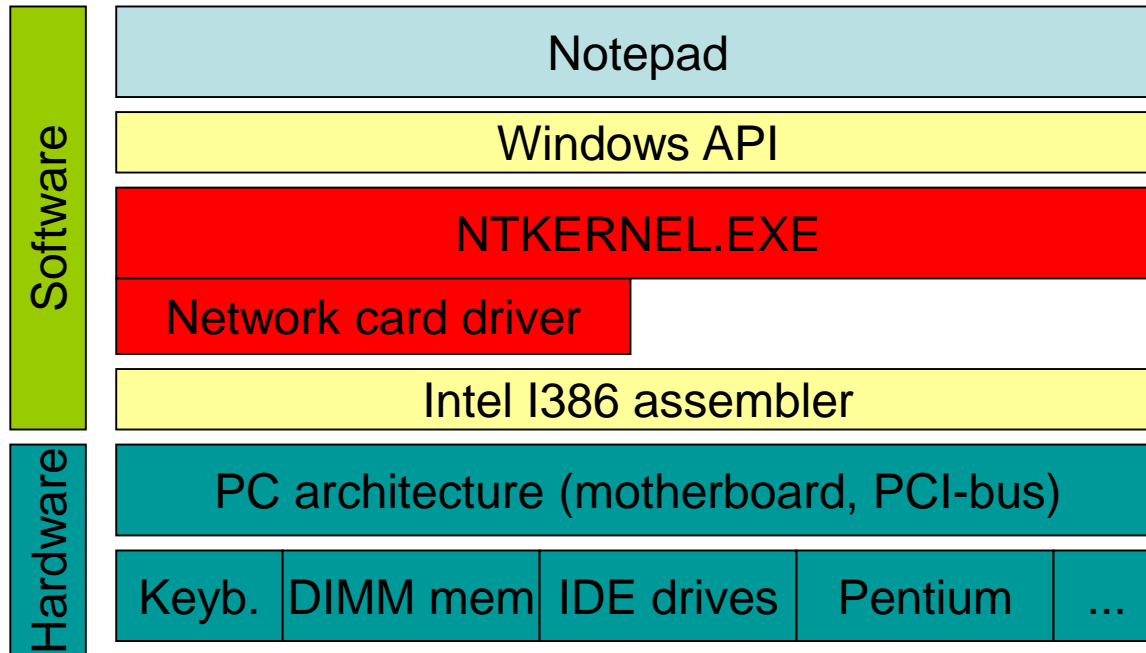 Software
Notepad
Windows API
NTKERNEL.EXE
Network card driver
Intel I386 assembler
Hardware
PC architecture (motherboard, PCI-bus)
Keyb. DIMM mem IDE drives Pentium ...